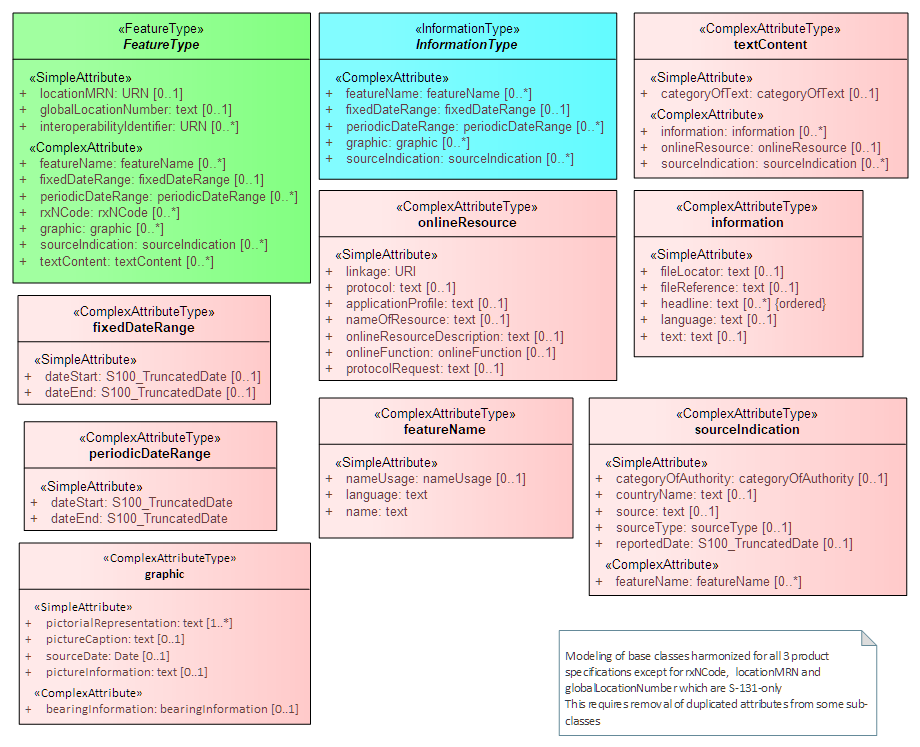 «FeatureType»
FeatureType
«SimpleAttribute»
+ locationMRN: URN [0..1]
+ globalLocationNumber: text [0..1]
+ interoperabilityIdentifier: URN [0..*]
«ComplexAttribute»
+ featureName: featureName [0..*]
+ fixedDateRange: fixedDateRange [0..1]
+ periodicDateRange: periodicDateRange [0..*]
+ rxNCode: rxNCode [0..*]
+ graphic: graphic [0..*]
+ sourceIndication: sourceIndication [0..*]
+ textContent: textContent [0..*]
«InformationType»
InformationType
«ComplexAttribute»
+ featureName: featureName [0..*]
+ fixedDateRange: fixedDateRange [0..1]
+ periodicDateRange: periodicDateRange [0..*]
+ graphic: graphic [0..*]
+ sourceIndication: sourceIndication [0..*]
«ComplexAttributeType»
textContent
«SimpleAttribute»
+ categoryOfText: categoryOfText [0..1]
«ComplexAttribute»
+ information: information [0..*]
+ onlineResource: onlineResource [0..1]
+ sourceIndication: sourceIndication [0..*]
«ComplexAttributeType»
onlineResource
«SimpleAttribute»
+ linkage: URI
+ protocol: text [0..1]
+ applicationProfile: text [0..1]
+ nameOfResource: text [0..1]
+ onlineResourceDescription: text [0..1]
+ onlineFunction: onlineFunction [0..1]
+ protocolRequest: text [0..1]
«ComplexAttributeType»
information
«SimpleAttribute»
+ fileLocator: text [0..1]
+ fileReference: text [0..1]
+ headline: text [0..*] {ordered}
+ language: text [0..1]
+ text: text [0..1]
«ComplexAttributeType»
fixedDateRange
«SimpleAttribute»
+ dateStart: S100_TruncatedDate [0..1]
+ dateEnd: S100_TruncatedDate [0..1]
«ComplexAttributeType»
featureName
«SimpleAttribute»
+ nameUsage: nameUsage [0..1]
+ language: text
+ name: text
«ComplexAttributeType»
sourceIndication
«SimpleAttribute»
+ categoryOfAuthority: categoryOfAuthority [0..1]
+ countryName: text [0..1]
+ source: text [0..1]
+ sourceType: sourceType [0..1]
+ reportedDate: S100_TruncatedDate [0..1]
«ComplexAttribute»
+ featureName: featureName [0..*]
«ComplexAttributeType»
periodicDateRange
«SimpleAttribute»
+ dateStart: S100_TruncatedDate
+ dateEnd: S100_TruncatedDate
«ComplexAttributeType»
graphic
«SimpleAttribute»
+ pictorialRepresentation: text [1..*]
+ pictureCaption: text [0..1]
+ sourceDate: Date [0..1]
+ pictureInformation: text [0..1]
«ComplexAttribute»
+ bearingInformation: bearingInformation [0..1]
Modeling of base classes harmonized for all 3 product
specifications except for rxNCode, locationMRN and
globalLocationNumber which are S-131-only
This requires removal of duplicated attributes from some sub-
classes